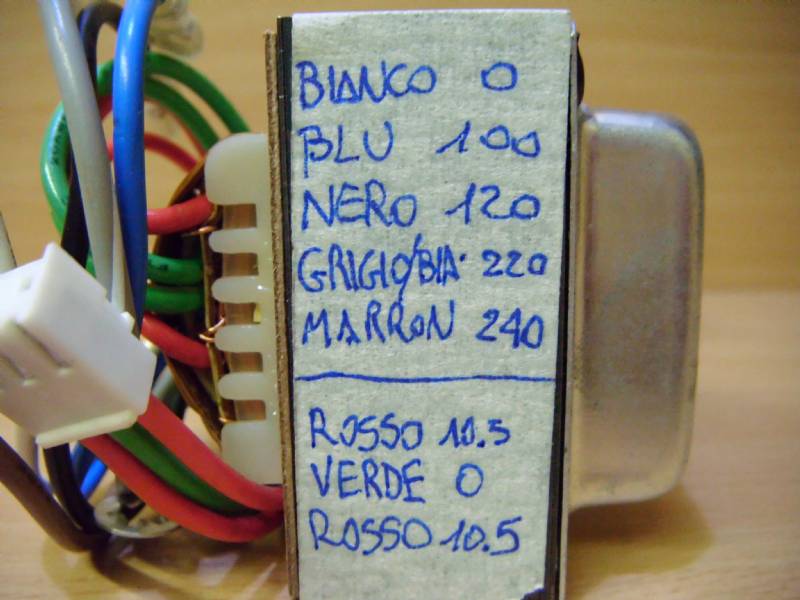 BIANCO 0
BLU 100
NERO 120
GRIGIO/BIA. 220
MARRON 240
ROSSO 10.5
VERDE 0
ROSSO 10.5